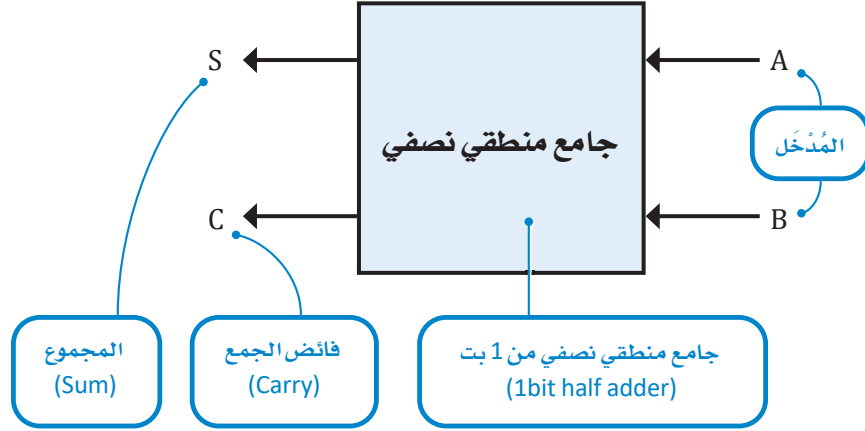 A
S
المُدْخَل
جامع منطقي نصفي
B
C
جامع منطقي نصفي من 1 بت
(1bit half adder)
فائض الجمع
(Carry)
المجموع
(Sum)